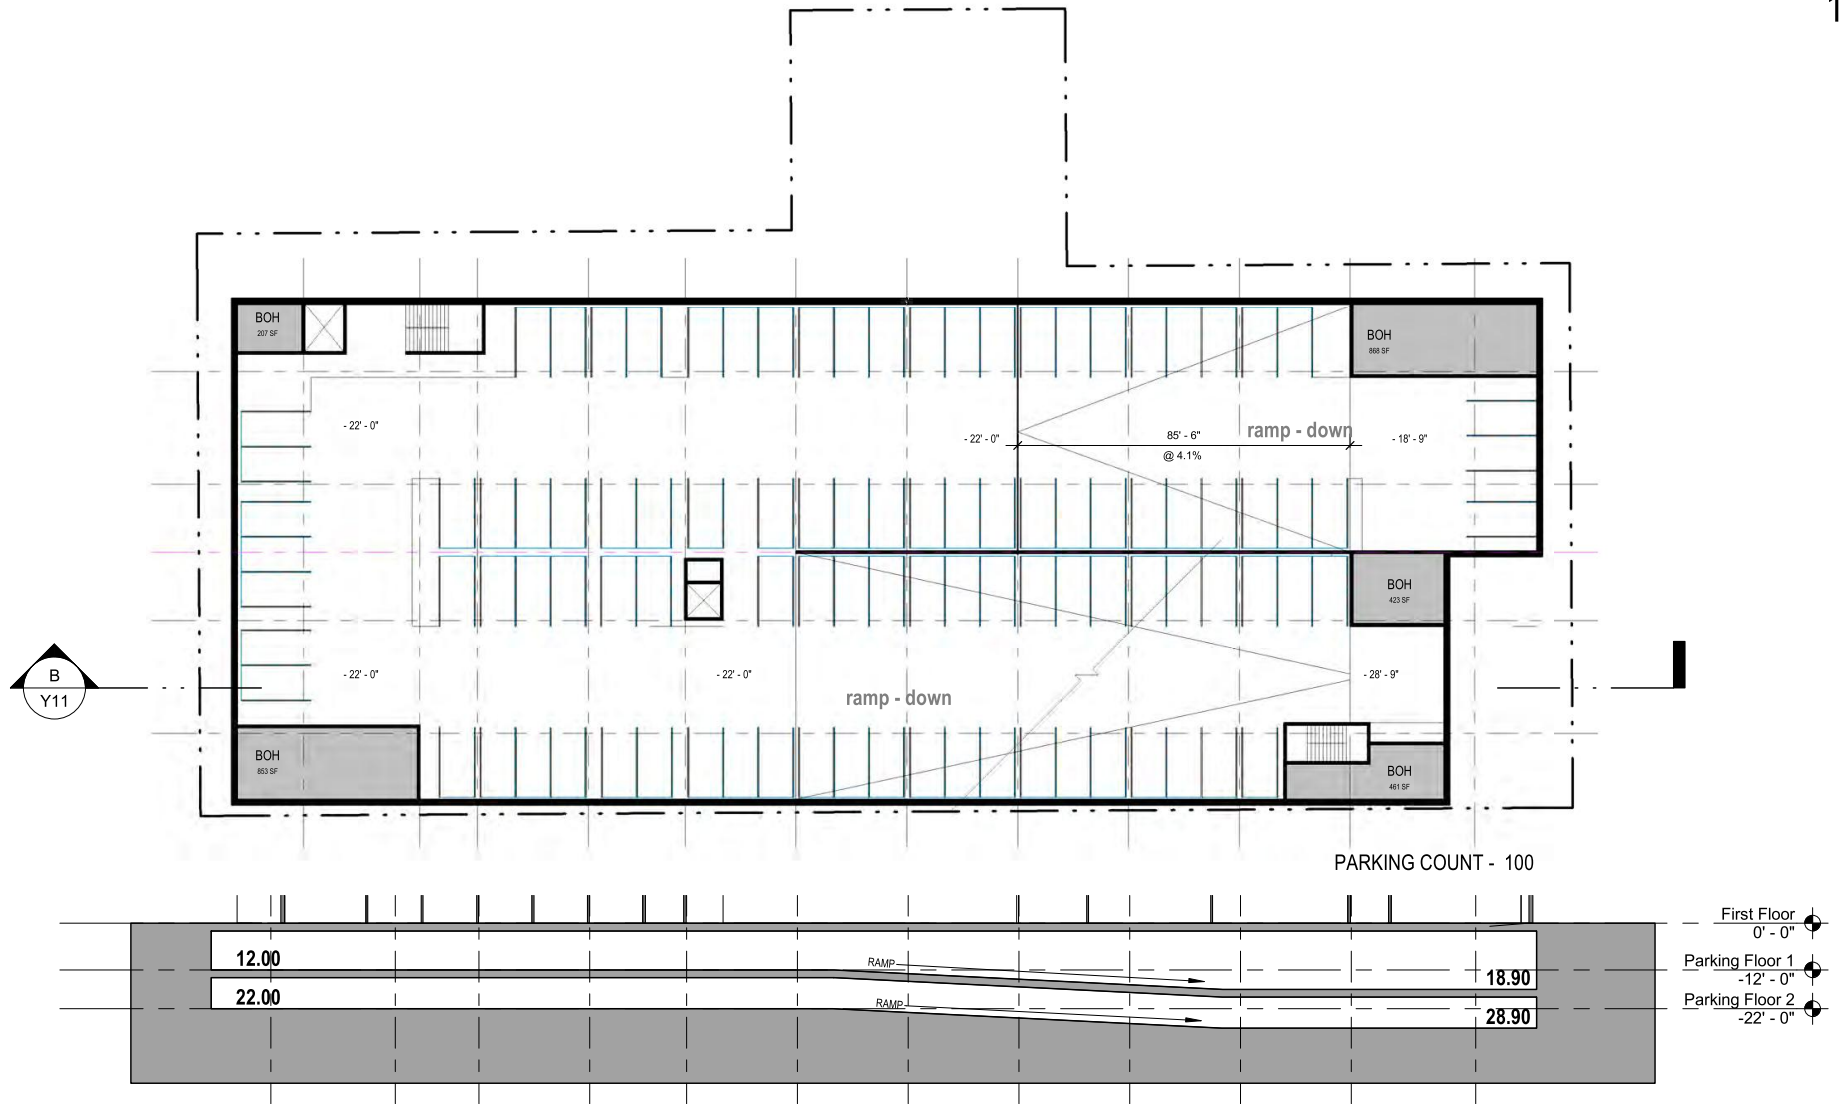 1
BOH
207 SF
BOH
868 SF
- 22' - 0"
- 22' - 0"
85' - 6"
@ 4.1%
ramp - down
- 18' - 9"
BOH
423 SF
B
Y11
- 22' - 0"
- 22' - 0"
ramp - down
- 28' - 9"
BOH
853 SF
BOH
461 SF
PARKING COUNT - 100
First Floor
0' - 0"
12.00
RAMP
18.90
Parking Floor 1
-12' - 0"
22.00
RAMP
28.90
Parking Floor 2
-22' - 0"